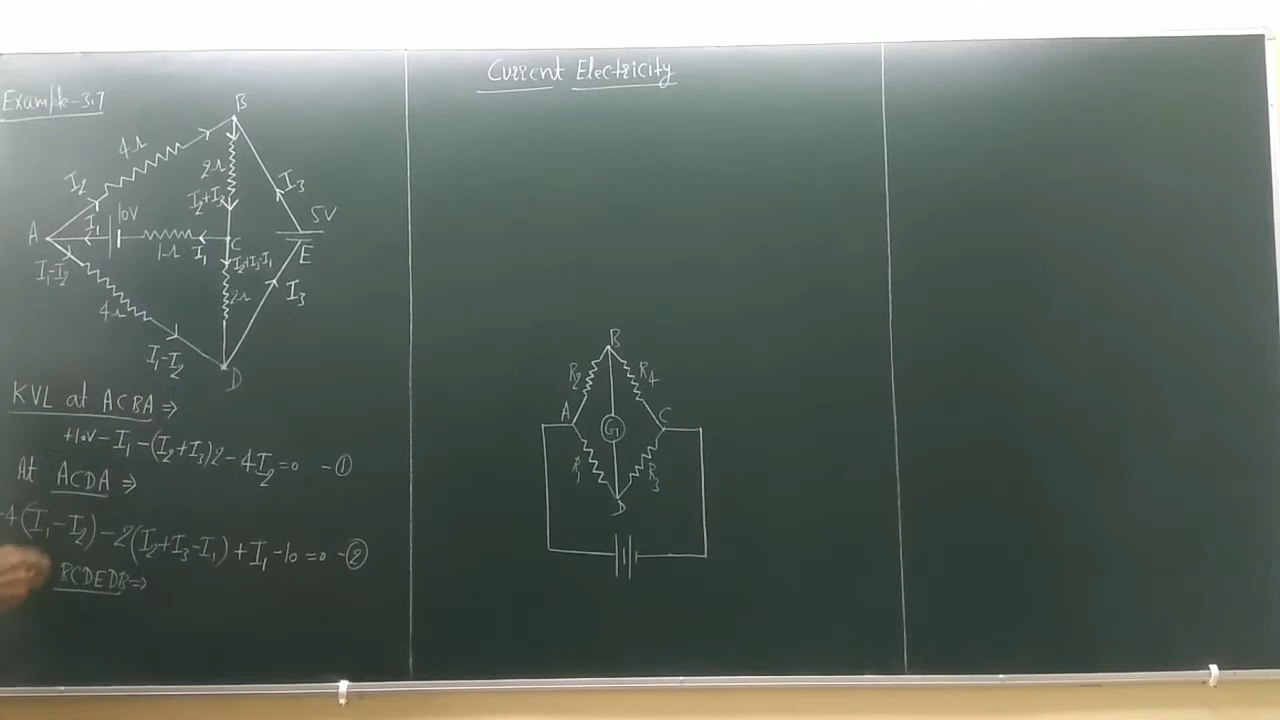 Current Electricity
Example-3.7
B
4Ω
2Ω
I₂
I₂+I₃
I₃
5V
A
I₁
10V
1Ω
I₁
C
E
I₁-I₂
I₂+I₃-I₁
2Ω
4Ω
I₃
I₁-I₂
D
KVL at ACBA ⇒
+10V - I₁ - (I₂+I₃)2 - 4I₂ = 0 - ①
At ACDA ⇒
-4(I₁-I₂) - 2(I₂+I₃-I₁) + I₁ - 10 = 0 - ②
BCDEDB ⇒
B
R₂
R₄
A
G
C
R₁
R₃
D